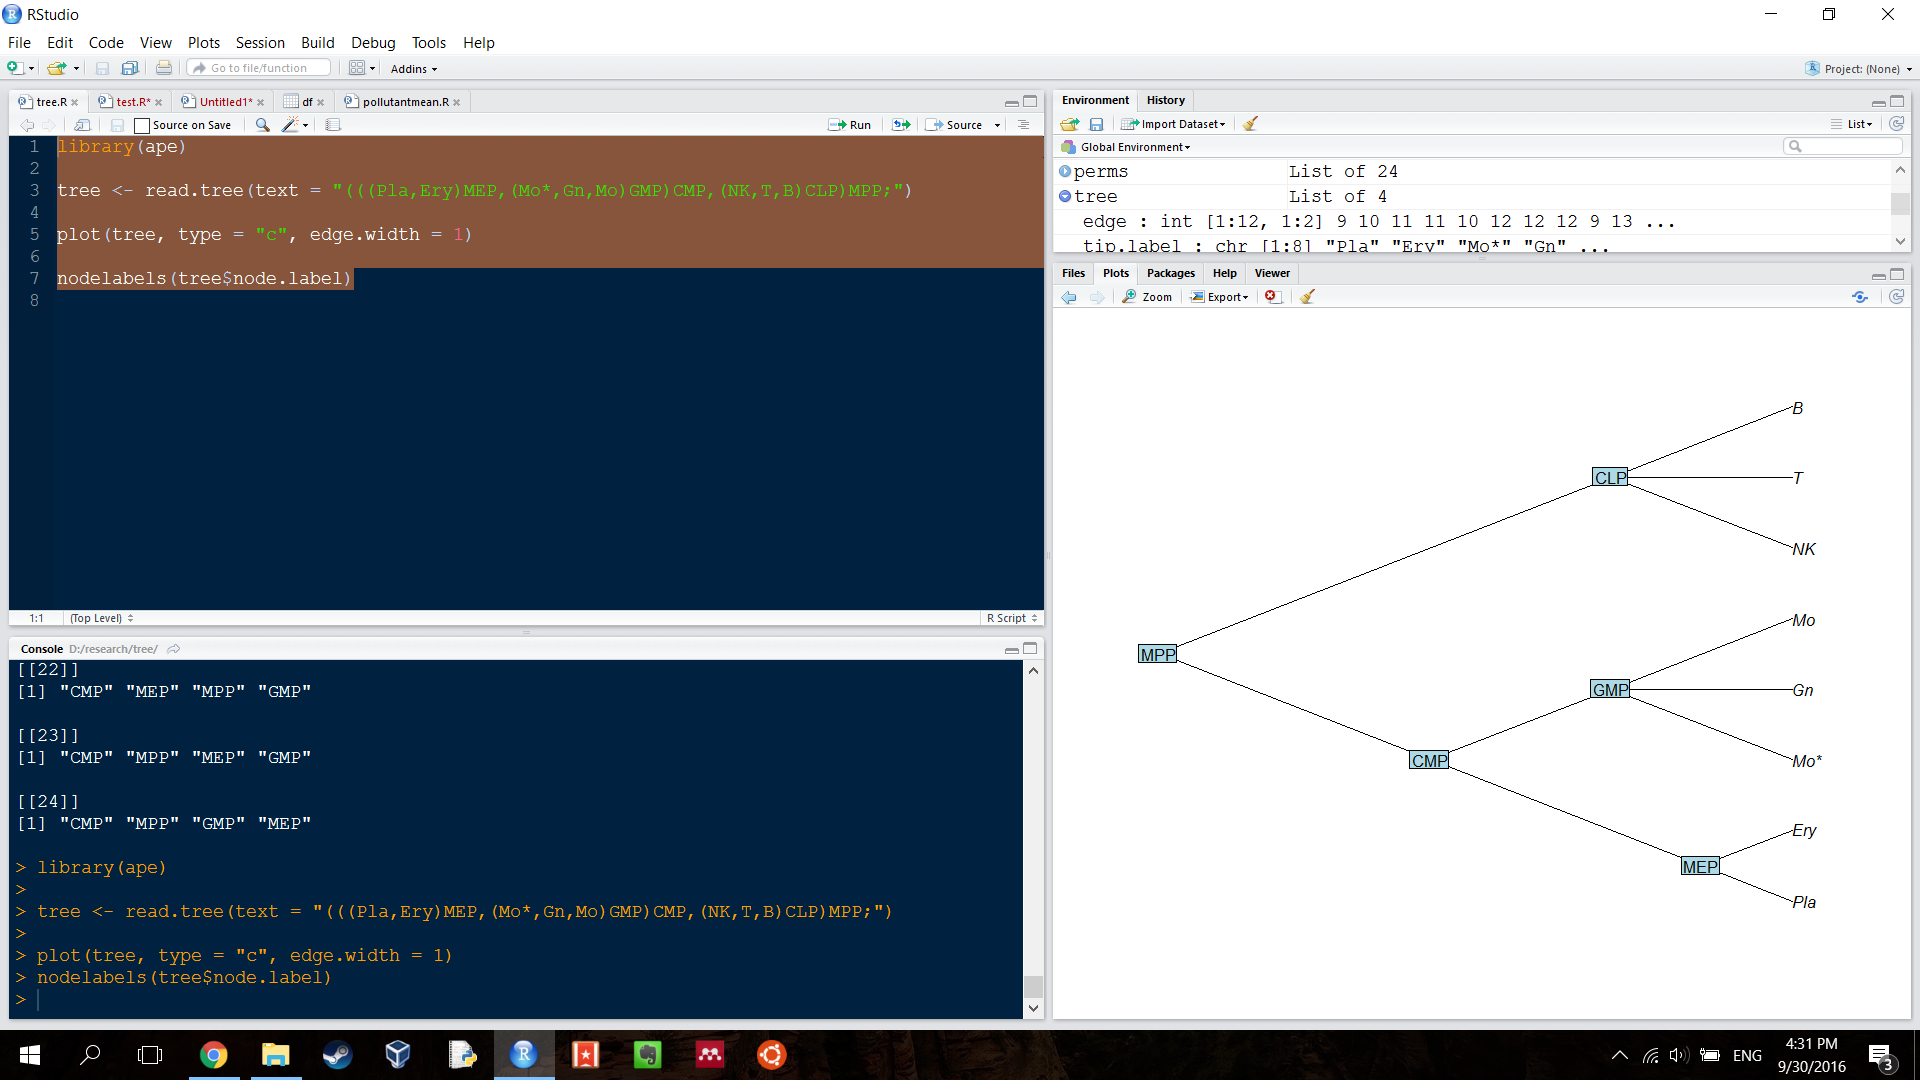 RStudio
File Edit Code View Plots Session Build Debug Tools Help
Go to file/function Addins Project: (None)
tree.R test.R* Untitled1* df pollutantmean.R
Source on Save Run Source
1 library(ape)
2
3 tree <- read.tree(text = "(((Pla,Ery)MEP,(Mo*,Gn,Mo)GMP)CMP,(NK,T,B)CLP)MPP;")
4
5 plot(tree, type = "c", edge.width = 1)
6
7 nodelabels(tree$node.label)
8
1:1 (Top Level) R Script
Console D:/research/tree/
[[22]]
[1] "CMP" "MEP" "MPP" "GMP"
[[23]]
[1] "CMP" "MPP" "MEP" "GMP"
[[24]]
[1] "CMP" "MPP" "GMP" "MEP"
> library(ape)
>
> tree <- read.tree(text = "(((Pla,Ery)MEP,(Mo*,Gn,Mo)GMP)CMP,(NK,T,B)CLP)MPP;")
>
> plot(tree, type = "c", edge.width = 1)
> nodelabels(tree$node.label)
>
Environment History
Import Dataset List
Global Environment
perms List of 24
tree List of 4
edge : int [1:12, 1:2] 9 10 11 11 10 12 12 12 9 13 ...
tip.label : chr [1:8] "Pla" "Ery" "Mo*" "Gn" ...
Files Plots Packages Help Viewer
Zoom Export
B
CLP T
NK
Mo
MPP
GMP Gn
CMP Mo*
Ery
MEP
Pla
ENG 4:31 PM
9/30/2016 3